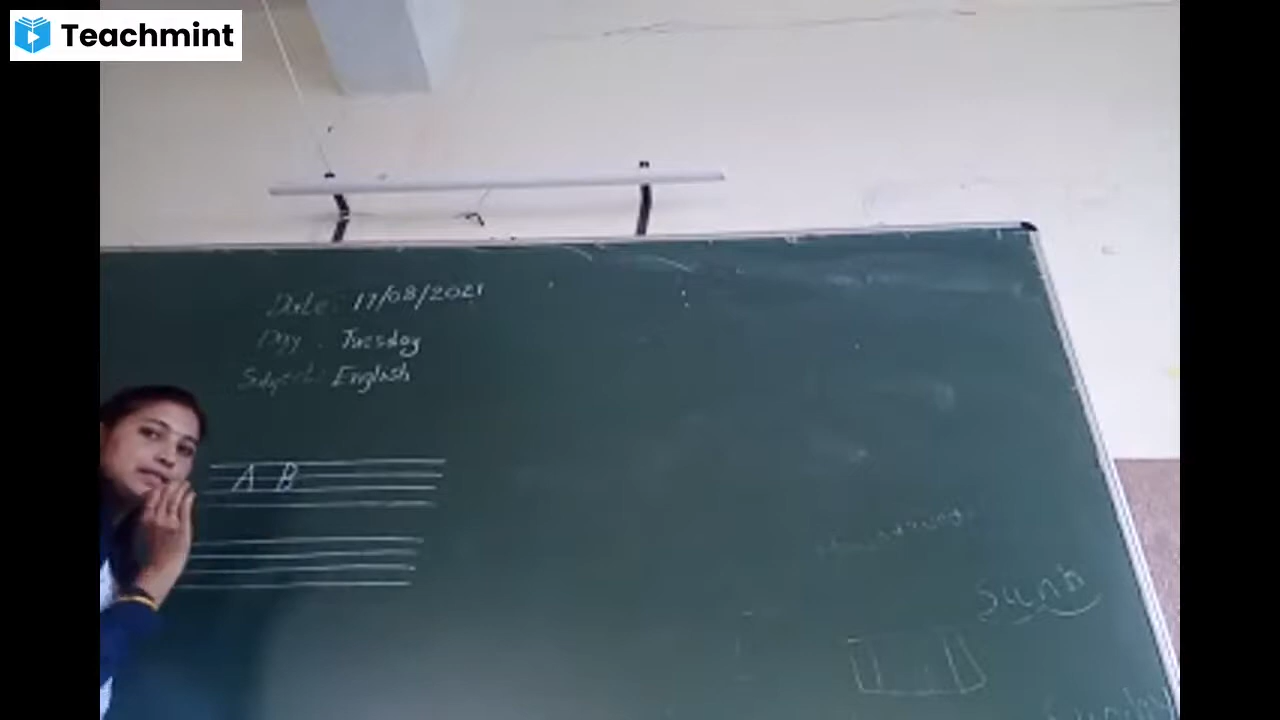 Teachmint
Date: 17/08/2021
Day : Tuesday
Subject: English
A B